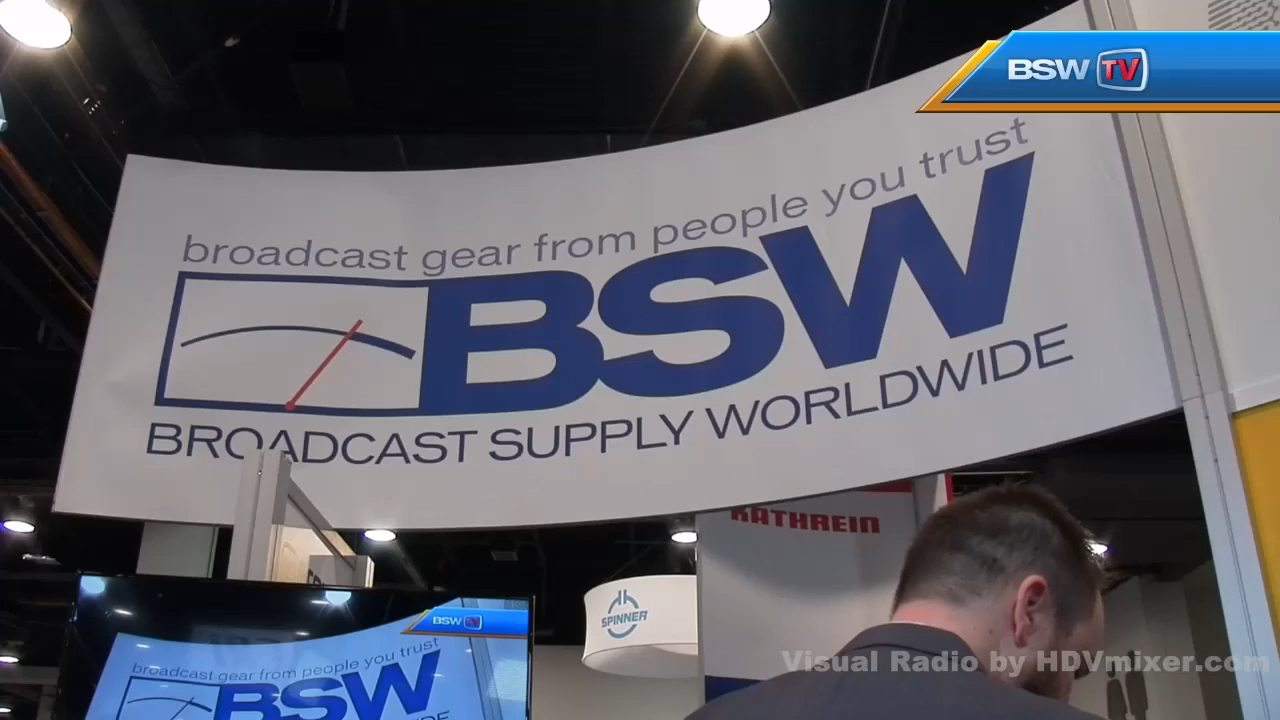 BSW TV
broadcast gear from people you trust
BSW
BROADCAST SUPPLY WORLDWIDE
KATHREIN
SPINNER
BSW TV
broadcast gear from people you trust
BSW
Visual Radio by HDVmixer.com